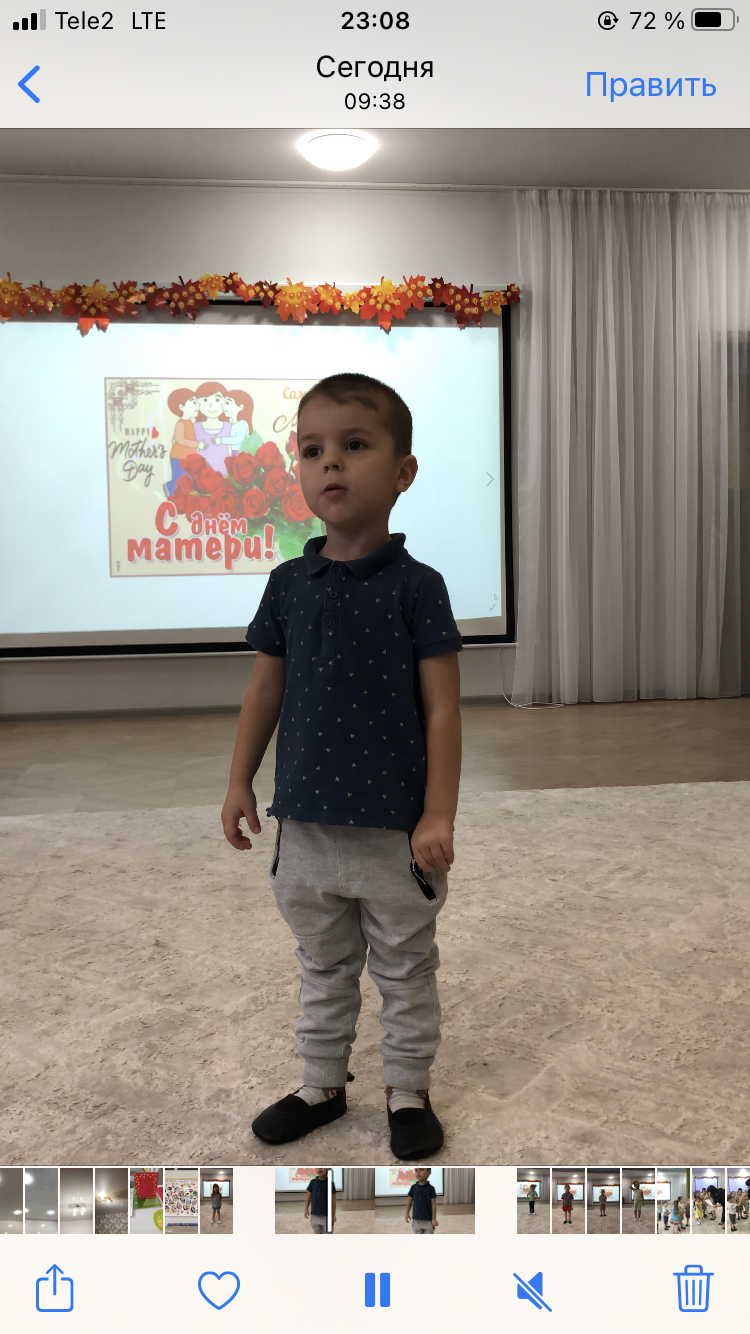 Tele2 LTE 23:08 72 %
Сегодня
09:38
Править
HAPPY
Mother's
Day
С днём
матери!